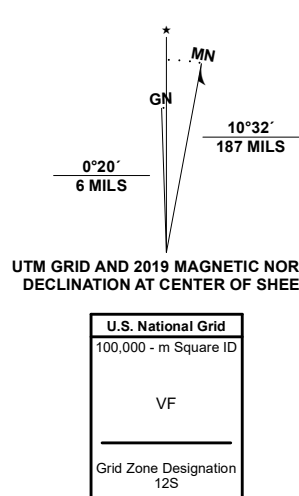 ★
MN
GN
10°32´
187 MILS
0°20´
6 MILS
UTM GRID AND 2019 MAGNETIC NOR
DECLINATION AT CENTER OF SHEE
U.S. National Grid
100,000 - m Square ID
VF
Grid Zone Designation
12S